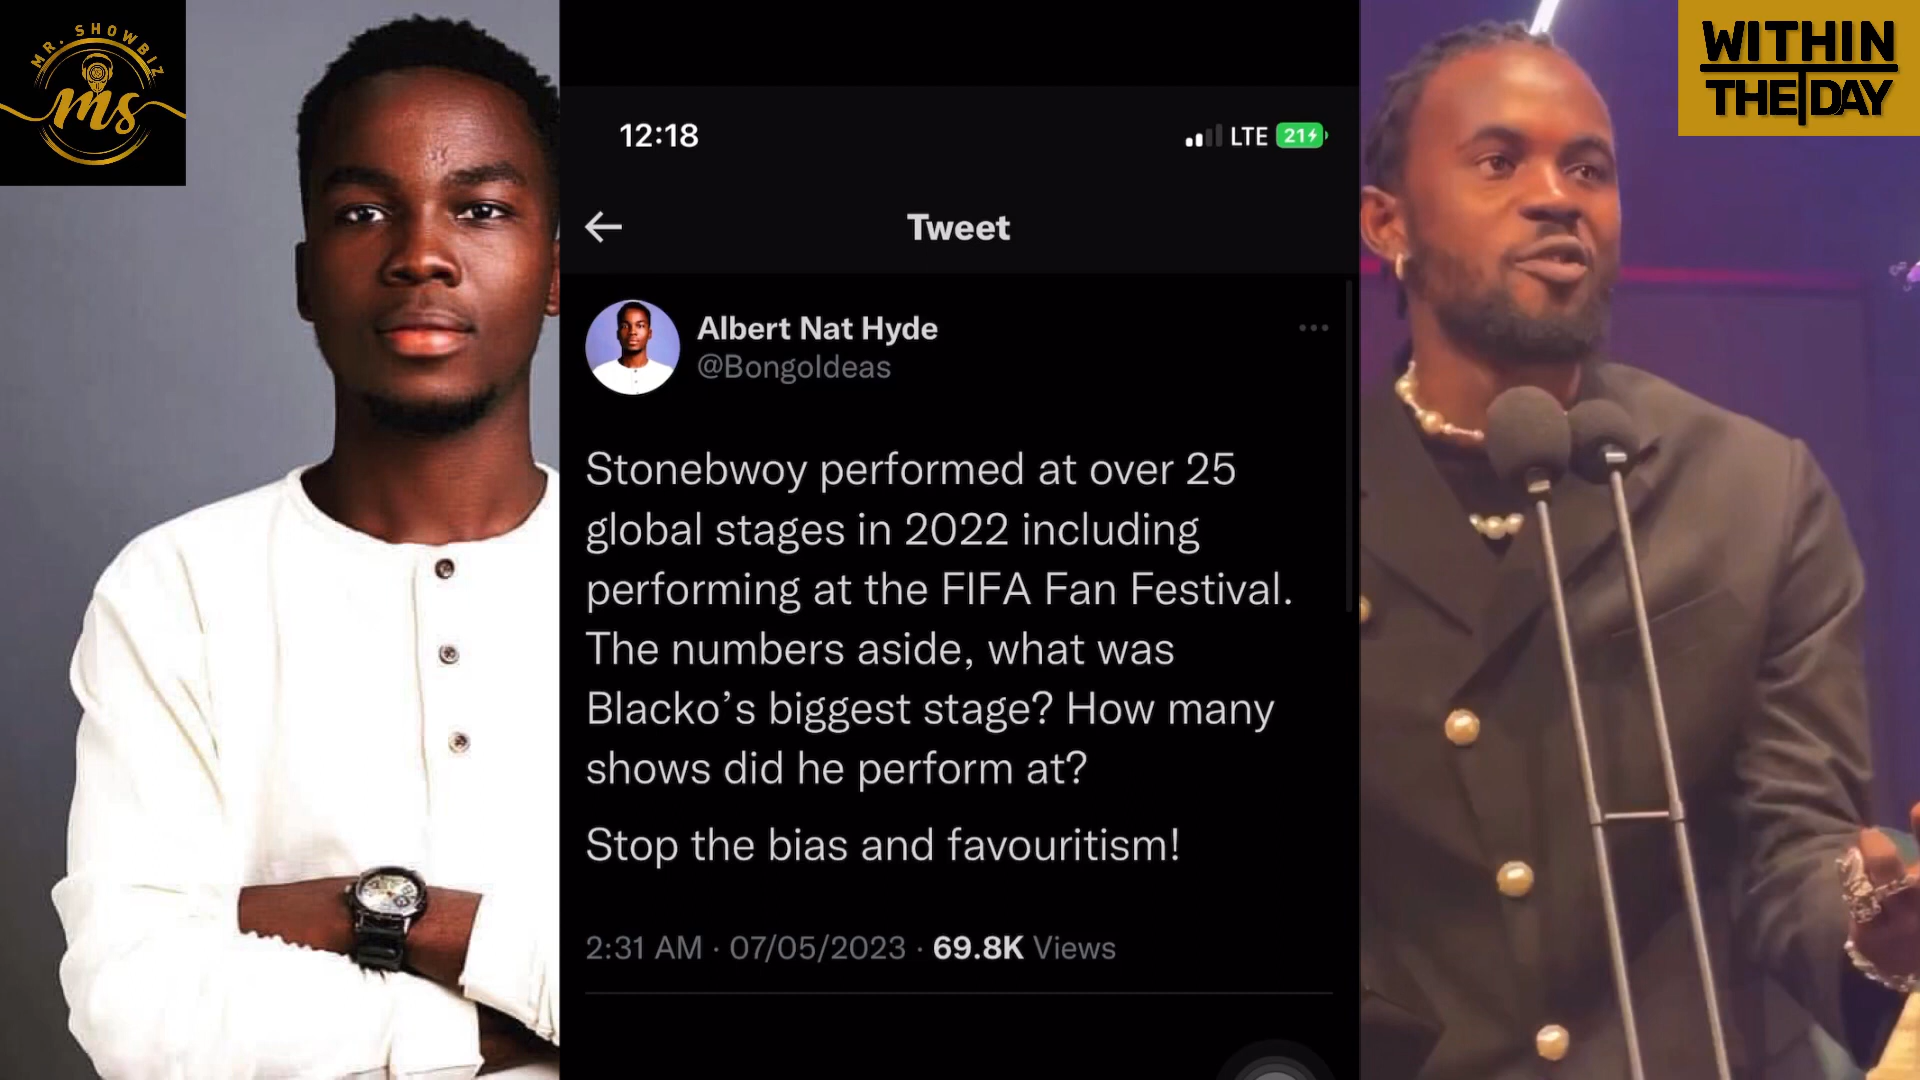 MR. SHOWBIZ
ms
WITHIN
THE DAY
12:18
LTE 21
Tweet
Albert Nat Hyde
@BongoIdeas
Stonebwoy performed at over 25
global stages in 2022 including
performing at the FIFA Fan Festival.
The numbers aside, what was
Blacko’s biggest stage? How many
shows did he perform at?
Stop the bias and favouritism!
2:31 AM · 07/05/2023 · 69.8K Views